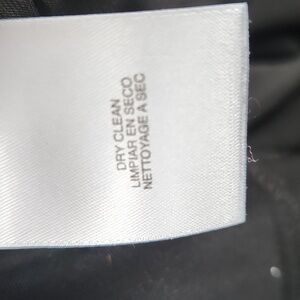 DRY CLEAN
LIMPIAR EN SECO
NETTOYAGE A SEC